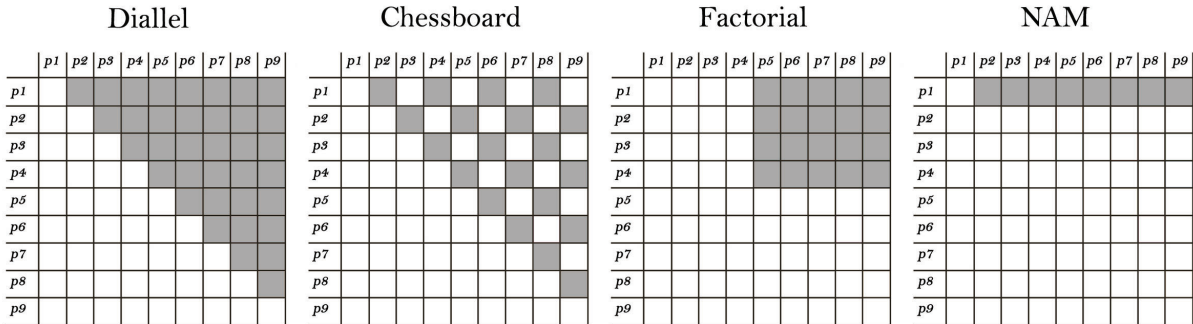 Diallel Chessboard Factorial NAM
p1 p2 p3 p4 p5 p6 p7 p8 p9 p1 p2 p3 p4 p5 p6 p7 p8 p9 p1 p2 p3 p4 p5 p6 p7 p8 p9 p1 p2 p3 p4 p5 p6 p7 p8 p9
p1 p1 p1 p1
p2 p2 p2 p2
p3 p3 p3 p3
p4 p4 p4 p4
p5 p5 p5 p5
p6 p6 p6 p6
p7 p7 p7 p7
p8 p8 p8 p8
p9 p9 p9 p9